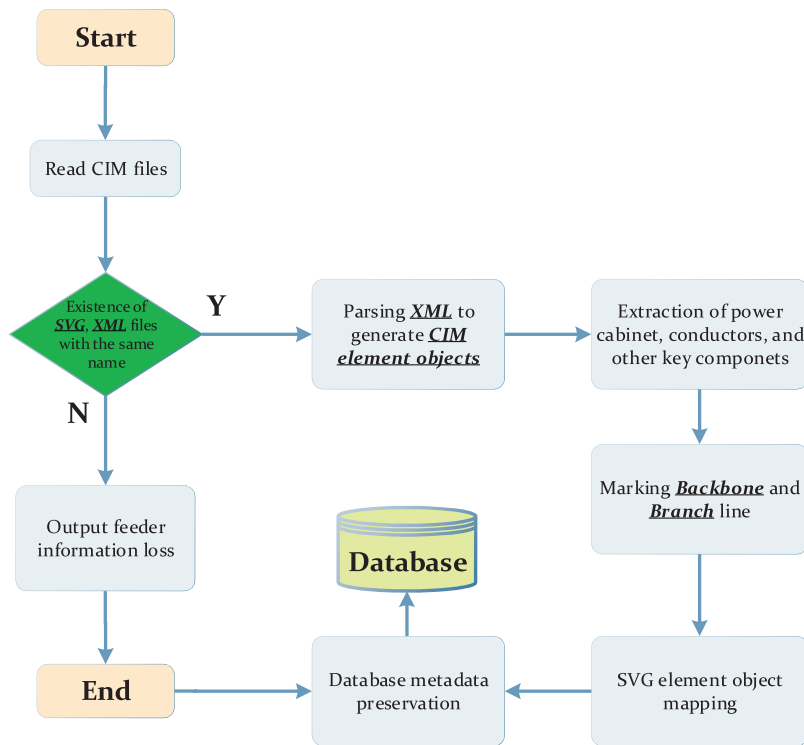 Start
Read CIM files
Existence of
SVG, XML files
with the same
name
Y
N
Parsing XML to
generate CIM
element objects
Extraction of power
cabinet, conductors, and
other key componets
Marking Backbone and
Branch line
SVG element object
mapping
Database metadada
preservation
Database
Output feeder
information loss
End